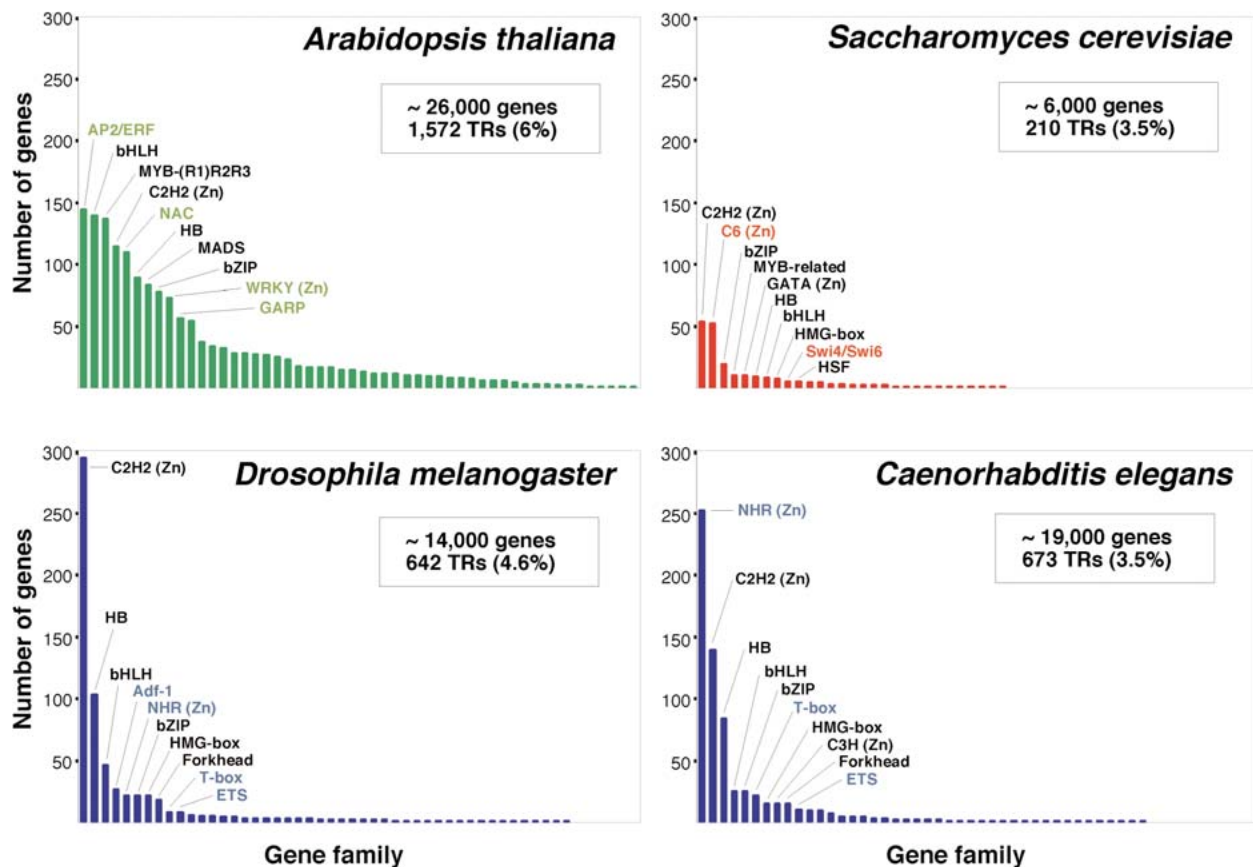 Arabidopsis thaliana
~ 26,000 genes
1,572 TRs (6%)
Number of genes
300
250
200
150
100
50
AP2/ERF
bHLH
MYB-(R1)R2R3
C2H2 (Zn)
NAC
HB
MADS
bZIP
WRKY (Zn)
GARP
Saccharomyces cerevisiae
~ 6,000 genes
210 TRs (3.5%)
300
250
200
150
100
50
C2H2 (Zn)
C6 (Zn)
bZIP
MYB-related
GATA (Zn)
HB
bHLH
HMG-box
Swi4/Swi6
HSF
Drosophila melanogaster
~ 14,000 genes
642 TRs (4.6%)
Number of genes
300
250
200
150
100
50
C2H2 (Zn)
HB
bHLH
Adf-1
NHR (Zn)
bZIP
HMG-box
Forkhead
T-box
ETS
Gene family
Caenorhabditis elegans
~ 19,000 genes
673 TRs (3.5%)
300
250
200
150
100
50
NHR (Zn)
C2H2 (Zn)
HB
bHLH
bZIP
T-box
HMG-box
C3H (Zn)
Forkhead
ETS
Gene family